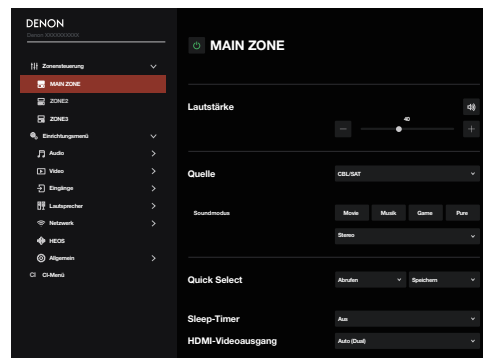 DENON
Denon XXXXXXXXXX
Zonensteuerung
MAIN ZONE
ZONE2
ZONE3
Einrichtungsmenü
Audio
Video
Eingänge
Lautsprecher
Netzwerk
HEOS
Allgemein
CI CI-Menü
MAIN ZONE
Lautstärke
40
Quelle
CBL/SAT
Soundmodus
Movie Musik Game Pure
Stereo
Quick Select
Abrufen Speichern
Sleep-Timer
Aus
HDMI-Videoausgang
Auto (Dual)